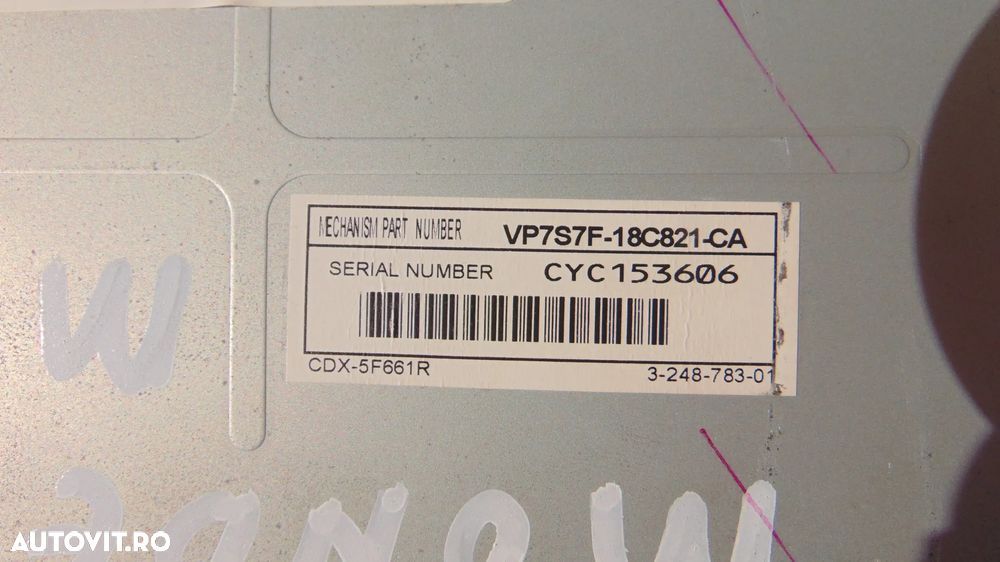 MECHANISM PART NUMBER VP7S7F-18C821-CA
SERIAL NUMBER CYC153606
CDX-5F661R 3-248-783-01
M
AUTOVIT.RO